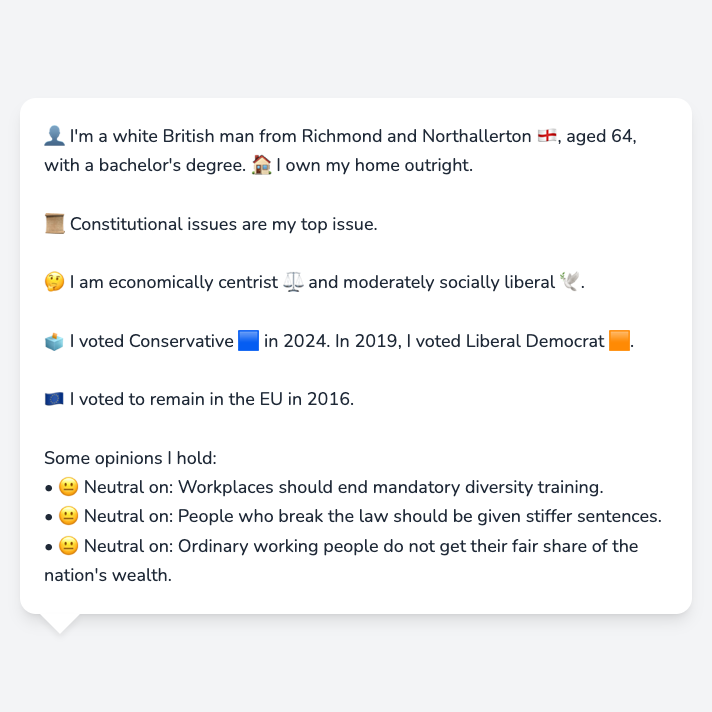 👤 I'm a white British man from Richmond and Northallerton 🏴󠁧󠁢󠁥󠁮󠁧󠁿, aged 64,
with a bachelor's degree. 🏠 I own my home outright.
📜 Constitutional issues are my top issue.
🤔 I am economically centrist ⚖️ and moderately socially liberal 🕊️.
🗳️ I voted Conservative 🟦 in 2024. In 2019, I voted Liberal Democrat 🟧.
🇪🇺 I voted to remain in the EU in 2016.
Some opinions I hold:
• 😐 Neutral on: Workplaces should end mandatory diversity training.
• 😐 Neutral on: People who break the law should be given stiffer sentences.
• 😐 Neutral on: Ordinary working people do not get their fair share of the
nation's wealth.